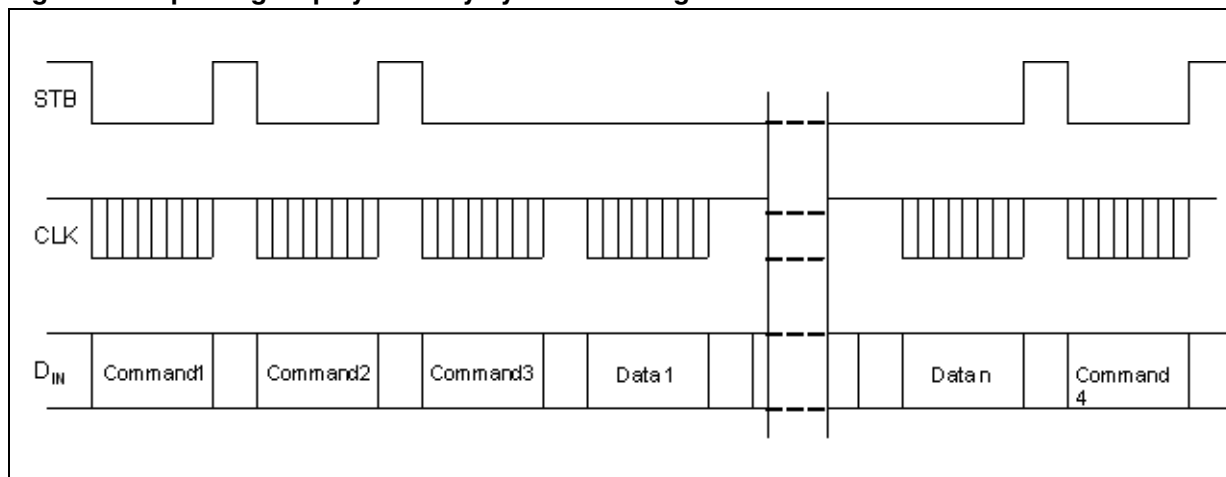 STB
CLK
DIN
Command1
Command2
Command3
Data 1
Data n
Command
4